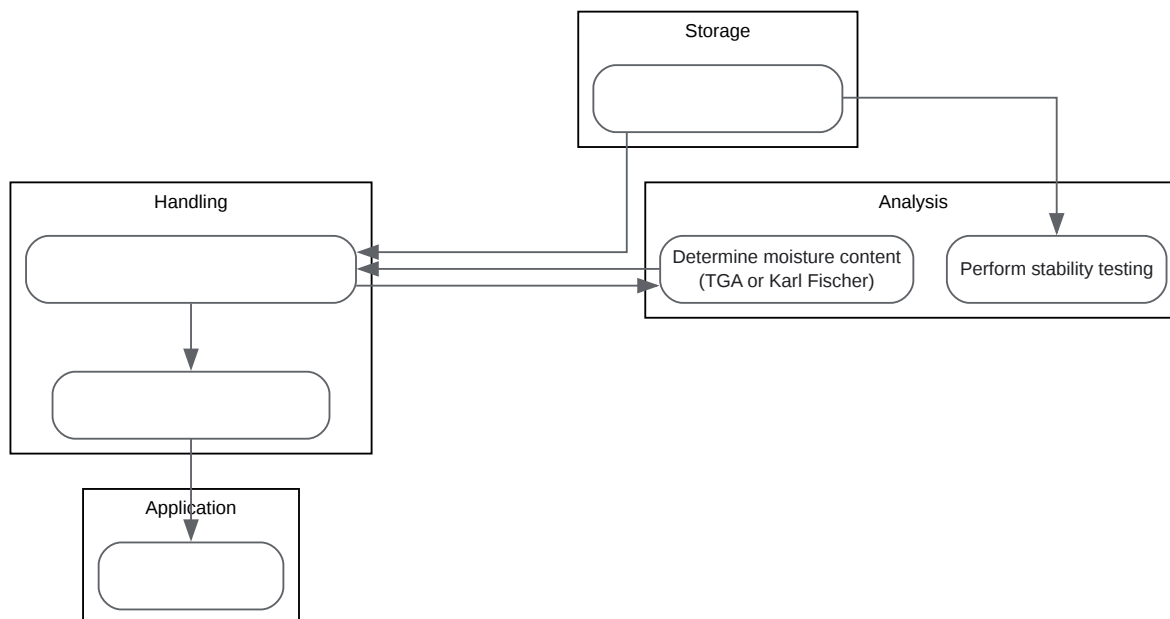 Storage
Handling
Analysis
Determine moisture content
(TGA or Karl Fischer)
Perform stability testing
Application